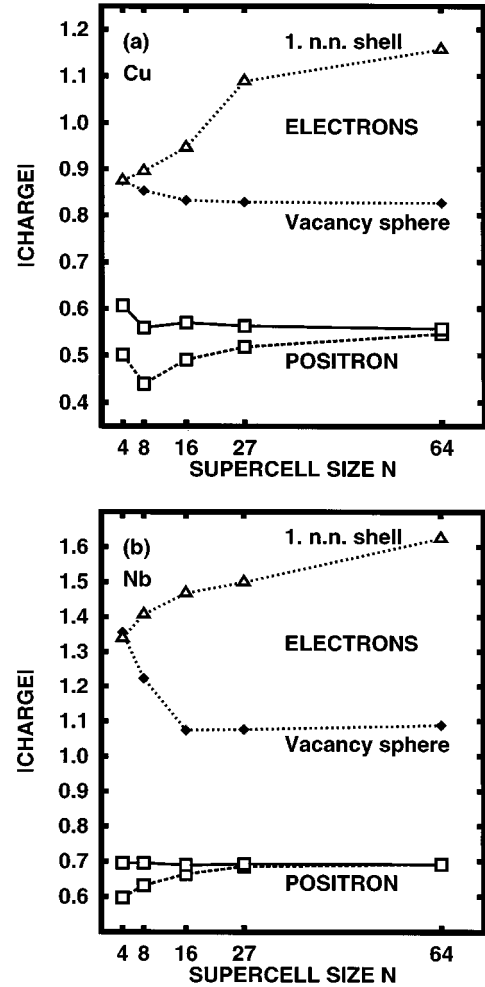 1.2
(a)
1. n.n. shell
Cu
1.1
1.0
ELECTRONS
0.9
0.8
Vacancy sphere
|CHARGE|
0.7
0.6
0.5
POSITRON
0.4
4 8 16 27 64
SUPERCELL SIZE N
(b)
1. n.n. shell
1.6
Nb
1.5
1.4
1.3
ELECTRONS
1.2
1.1
Vacancy sphere
1.0
|CHARGE|
0.9
0.8
0.7
POSITRON
0.6
4 8 16 27 64
SUPERCELL SIZE N